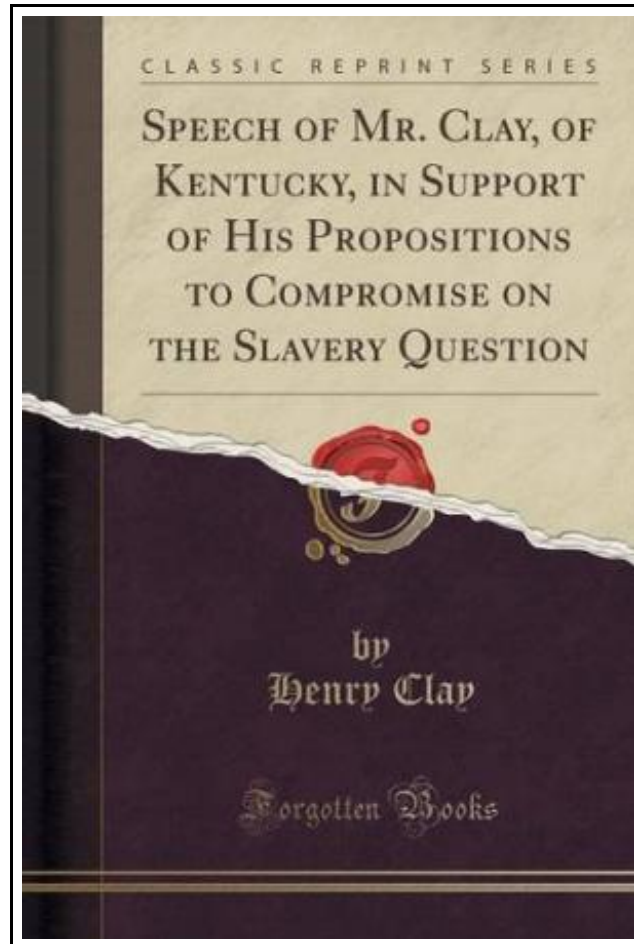 CLASSIC REPRINT SERIES
SPEECH OF MR. CLAY, OF
KENTUCKY, IN SUPPORT
OF HIS PROPOSITIONS
TO COMPROMISE ON
THE SLAVERY QUESTION
F
by
Henry Clay
Forgotten Books